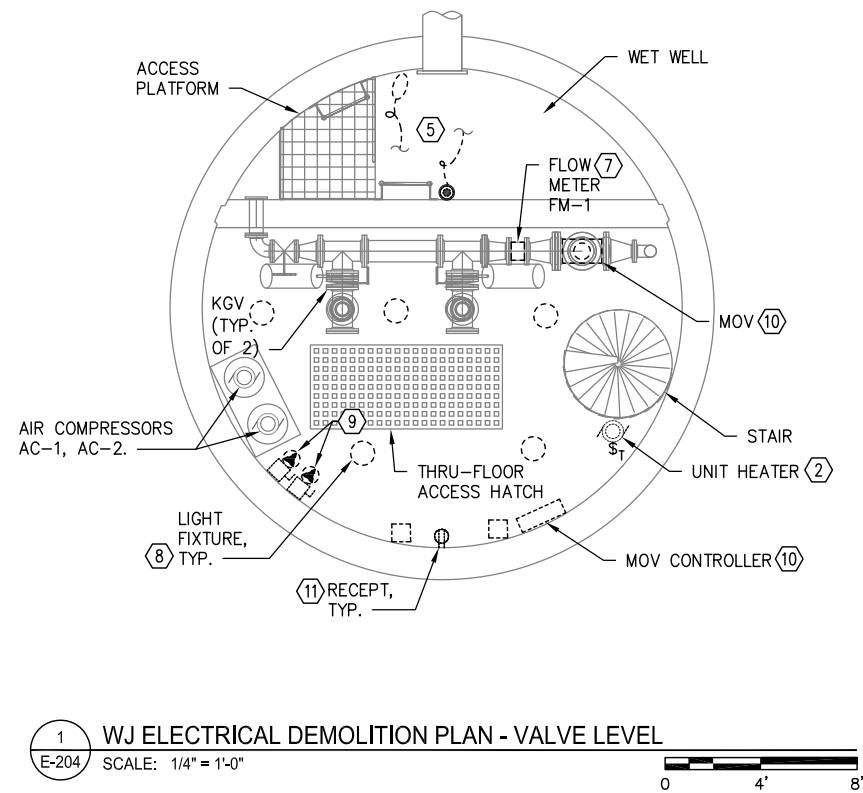 ACCESS
PLATFORM
WET WELL
5
FLOW 7
METER
FM-1
KGV
(TYP.
OF 2)
MOV 10
AIR COMPRESSORS
AC-1, AC-2.
9
STAIR
$T
UNIT HEATER 2
THRU-FLOOR
ACCESS HATCH
LIGHT
FIXTURE,
8 TYP.
MOV CONTROLLER 10
11 RECEPT,
TYP.
1
E-204
WJ ELECTRICAL DEMOLITION PLAN - VALVE LEVEL
SCALE: 1/4" = 1'-0"
0 4' 8'